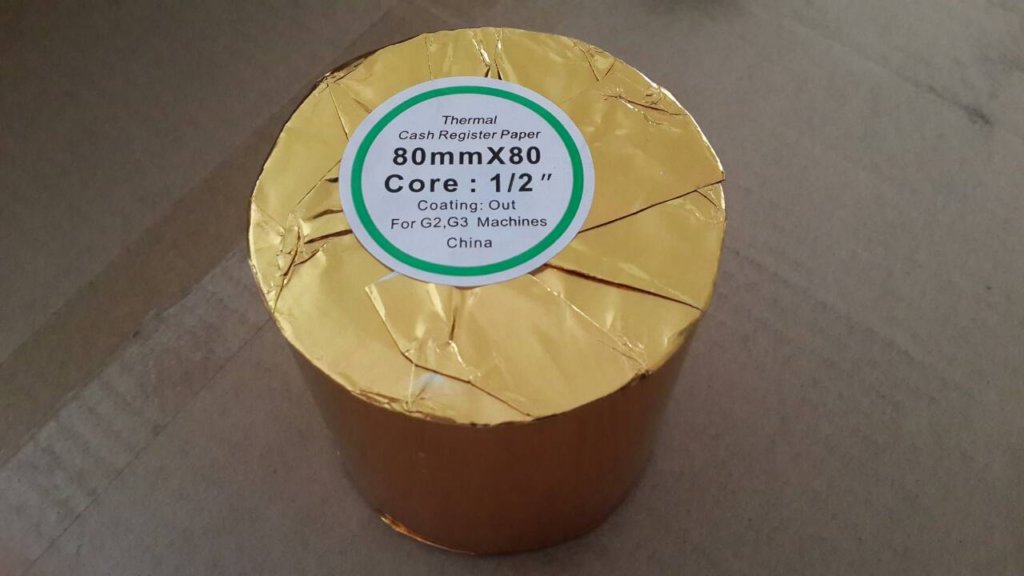 Thermal
Cash Register Paper
80mmX80
Core : 1/2"
Coating: Out
For G2,G3 Machines
China